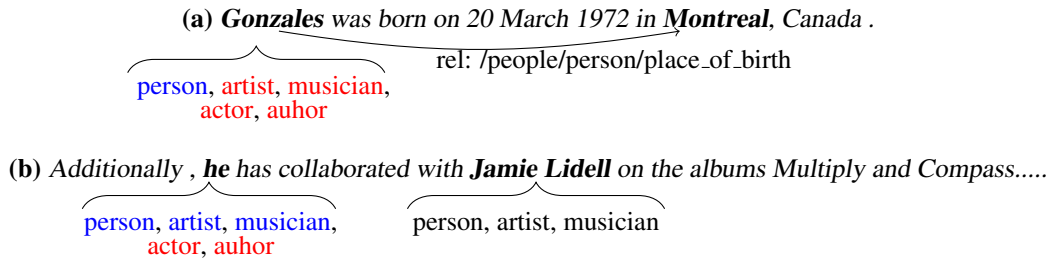 (a) Gonzales was born on 20 March 1972 in Montreal, Canada .
rel: /people/person/place_of_birth
person, artist, musician,
actor, auhor
(b) Additionally , he has collaborated with Jamie Lidell on the albums Multiply and Compass.....
person, artist, musician, person, artist, musician
actor, auhor